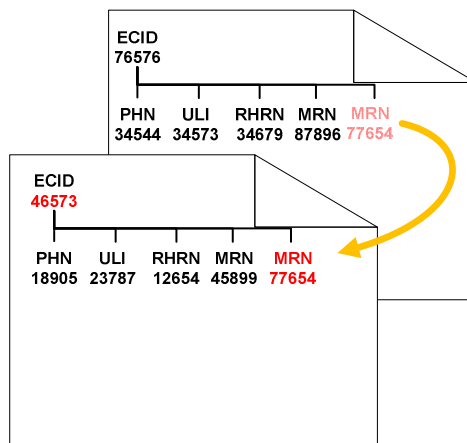 ECID
76576
PHN ULI RHRN MRN MRN
34544 34573 34679 87896 77654
ECID
46573
PHN ULI RHRN MRN MRN
18905 23787 12654 45899 77654